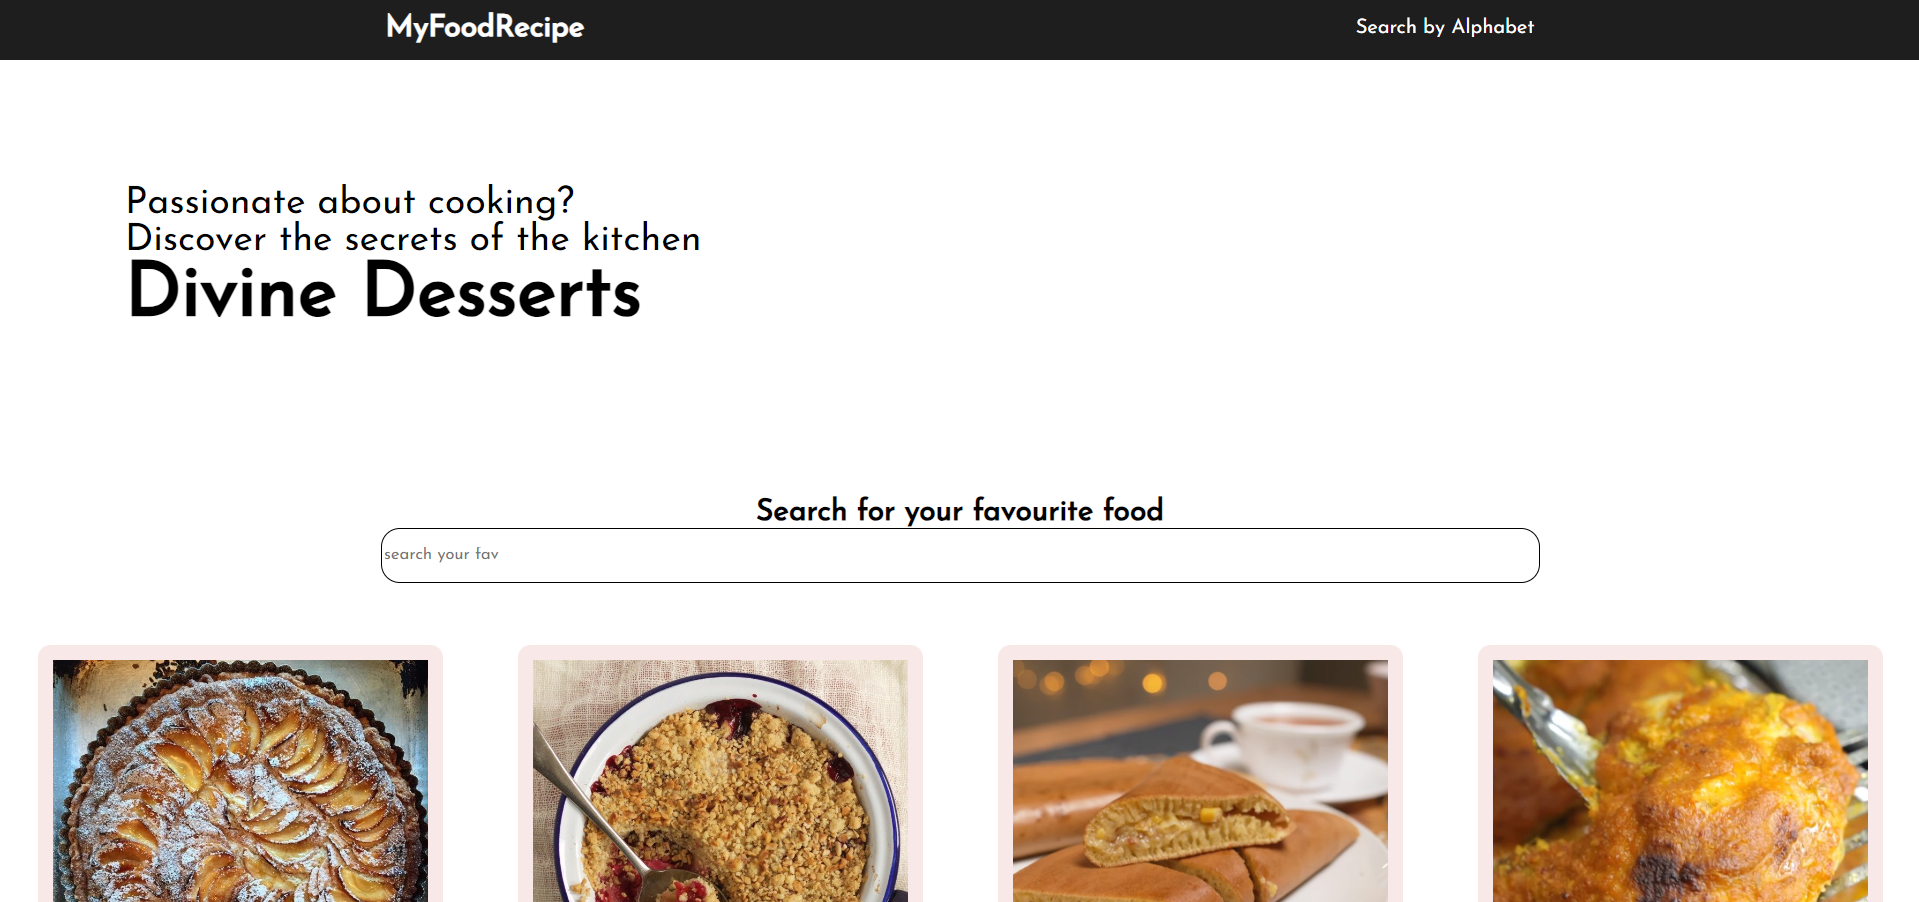 MyFoodRecipe
Search by Alphabet
Passionate about cooking?
Discover the secrets of the kitchen
Divine Desserts
Search for your favourite food
search your fav